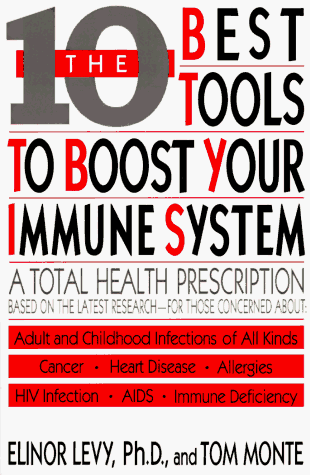 THE 10 BEST
TOOLS
TO BOOST YOUR
IMMUNE SYSTEM
A TOTAL HEALTH PRESCRIPTION
BASED ON THE LATEST RESEARCH—FOR THOSE CONCERNED ABOUT:
Adult and Childhood Infections of All Kinds
Cancer • Heart Disease • Allergies
HIV Infection • AIDS • Immune Deficiency
ELINOR LEVY, Ph.D., and TOM MONTE